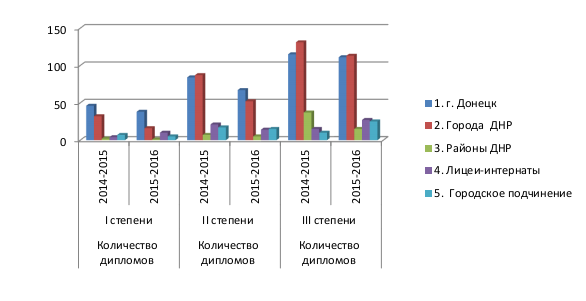 150
100
50
0
2014-2015
2015-2016
2014-2015
2015-2016
2014-2015
2015-2016
I степени
II степени
III степени
Количество
дипломов
Количество
дипломов
Количество
дипломов
1. г. Донецк
2. Города ДНР
3. Районы ДНР
4. Лицеи-интернаты
5. Городское подчинение